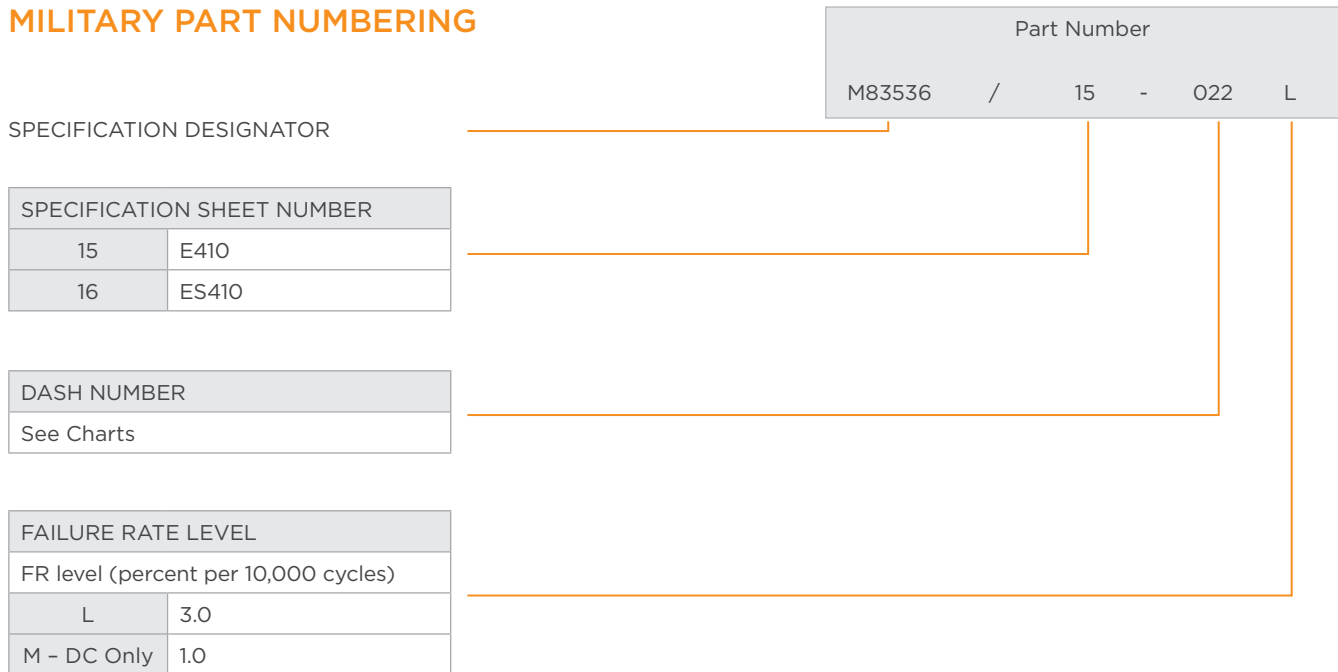 MILITARY PART NUMBERING
Part Number
M83536 / 15 - 022 L
SPECIFICATION DESIGNATOR
SPECIFICATION SHEET NUMBER
15 E410
16 ES410
DASH NUMBER
See Charts
FAILURE RATE LEVEL
FR level (percent per 10,000 cycles)
L 3.0
M – DC Only 1.0